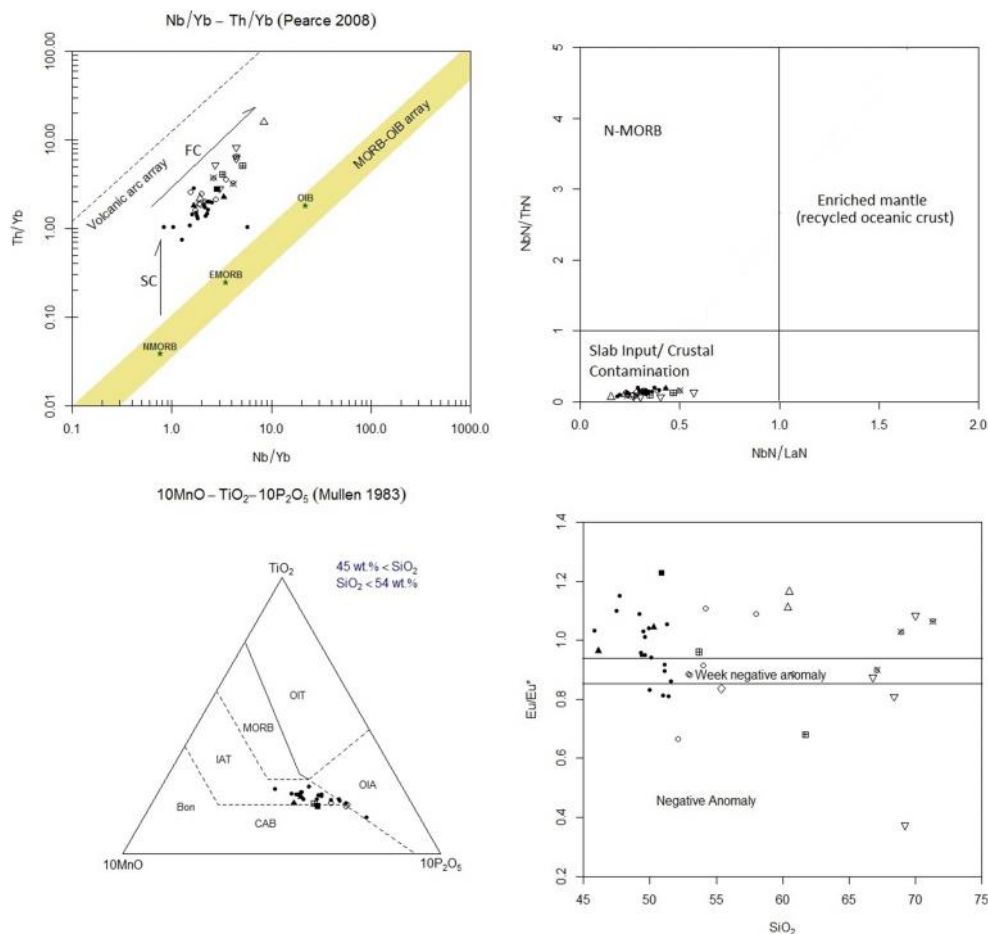 Nb/Yb – Th/Yb (Pearce 2008)
100.00
10.00
1.00
0.10
0.01
Th/Yb
Volcanic arc array
FC
SC
MORB-OIB array
OIB
EMORB
NMORB
0.1
1.0
10.0
100.0
1000.0
Nb/Yb
5
4
3
2
1
0
NbN/ThN
N-MORB
Enriched mantle
(recycled oceanic crust)
Slab Input/ Crustal
Contamination
0
0.5
1.0
1.5
2.0
NbN/LaN
10MnO – TiO₂– 10P₂O₅ (Mullen 1983)
TiO₂
45 wt.% < SiO₂
SiO₂ < 54 wt.%
OIT
MORB
IAT
OIA
Bon
CAB
10MnO
10P₂O₅
1.4
1.2
1.0
0.8
0.6
0.4
0.2
Eu/Eu*
Week negative anomaly
Negative Anomaly
45
50
55
60
65
70
75
SiO₂